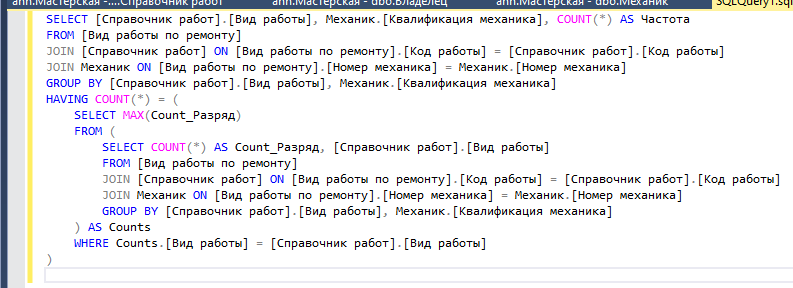 ann.Мастерская -....Справочник работ ann.Мастерская - dbo.Владелец ann.Мастерская - dbo.Механик SQLQuery1.sql
SELECT [Справочник работ].[Вид работы], Механик.[Квалификация механика], COUNT(*) AS Частота
FROM [Вид работы по ремонту]
JOIN [Справочник работ] ON [Вид работы по ремонту].[Код работы] = [Справочник работ].[Код работы]
JOIN Механик ON [Вид работы по ремонту].[Номер механика] = Механик.[Номер механика]
GROUP BY [Справочник работ].[Вид работы], Механик.[Квалификация механика]
HAVING COUNT(*) = (
SELECT MAX(Count_Разряд)
FROM (
SELECT COUNT(*) AS Count_Разряд, [Справочник работ].[Вид работы]
FROM [Вид работы по ремонту]
JOIN [Справочник работ] ON [Вид работы по ремонту].[Код работы] = [Справочник работ].[Код работы]
JOIN Механик ON [Вид работы по ремонту].[Номер механика] = Механик.[Номер механика]
GROUP BY [Справочник работ].[Вид работы], Механик.[Квалификация механика]
) AS Counts
WHERE Counts.[Вид работы] = [Справочник работ].[Вид работы]
)